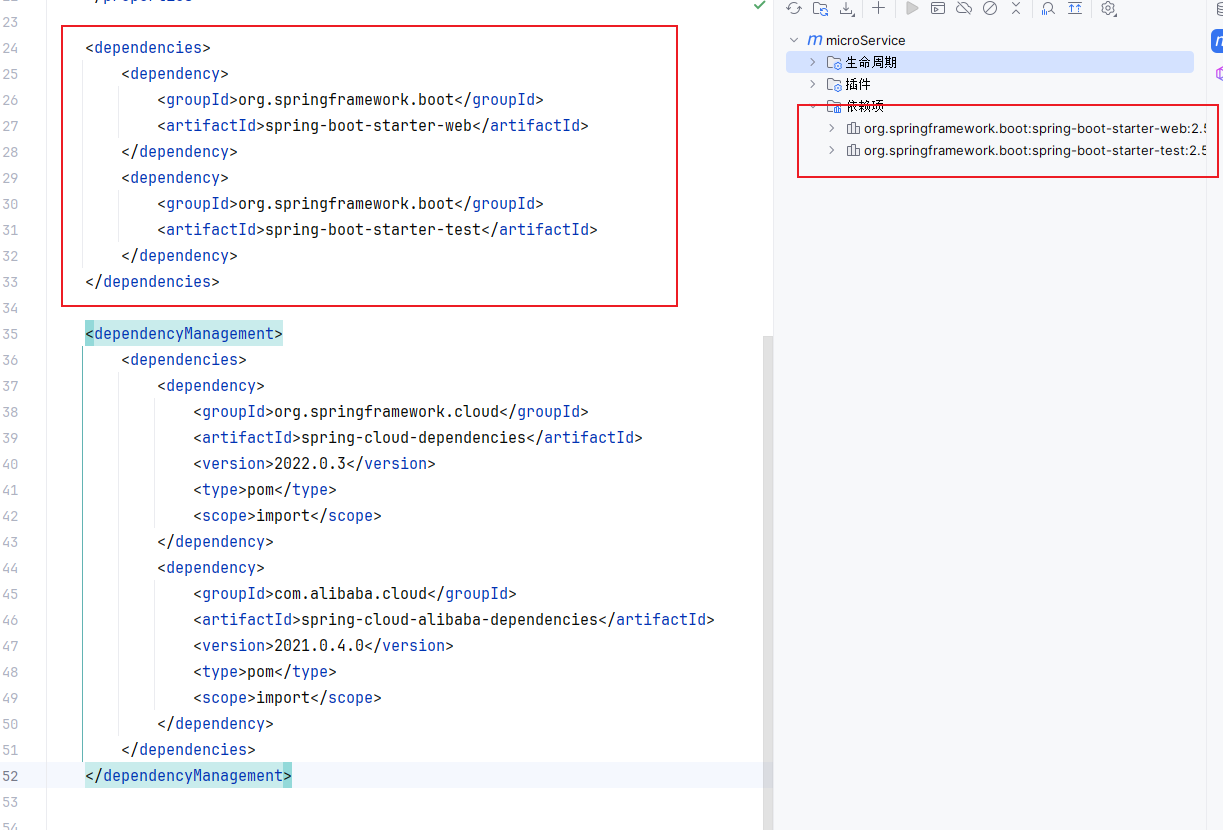 23
24 <dependencies>
25 <dependency>
26 <groupId>org.springframework.boot</groupId>
27 <artifactId>spring-boot-starter-web</artifactId>
28 </dependency>
29 <dependency>
30 <groupId>org.springframework.boot</groupId>
31 <artifactId>spring-boot-starter-test</artifactId>
32 </dependency>
33 </dependencies>
34
35 <dependencyManagement>
36 <dependencies>
37 <dependency>
38 <groupId>org.springframework.cloud</groupId>
39 <artifactId>spring-cloud-dependencies</artifactId>
40 <version>2022.0.3</version>
41 <type>pom</type>
42 <scope>import</scope>
43 </dependency>
44 <dependency>
45 <groupId>com.alibaba.cloud</groupId>
46 <artifactId>spring-cloud-alibaba-dependencies</artifactId>
47 <version>2021.0.4.0</version>
48 <type>pom</type>
49 <scope>import</scope>
50 </dependency>
51 </dependencies>
52 </dependencyManagement>
53
54
m microService
生命周期
插件
依赖项
org.springframework.boot:spring-boot-starter-web:2.5
org.springframework.boot:spring-boot-starter-test:2.5